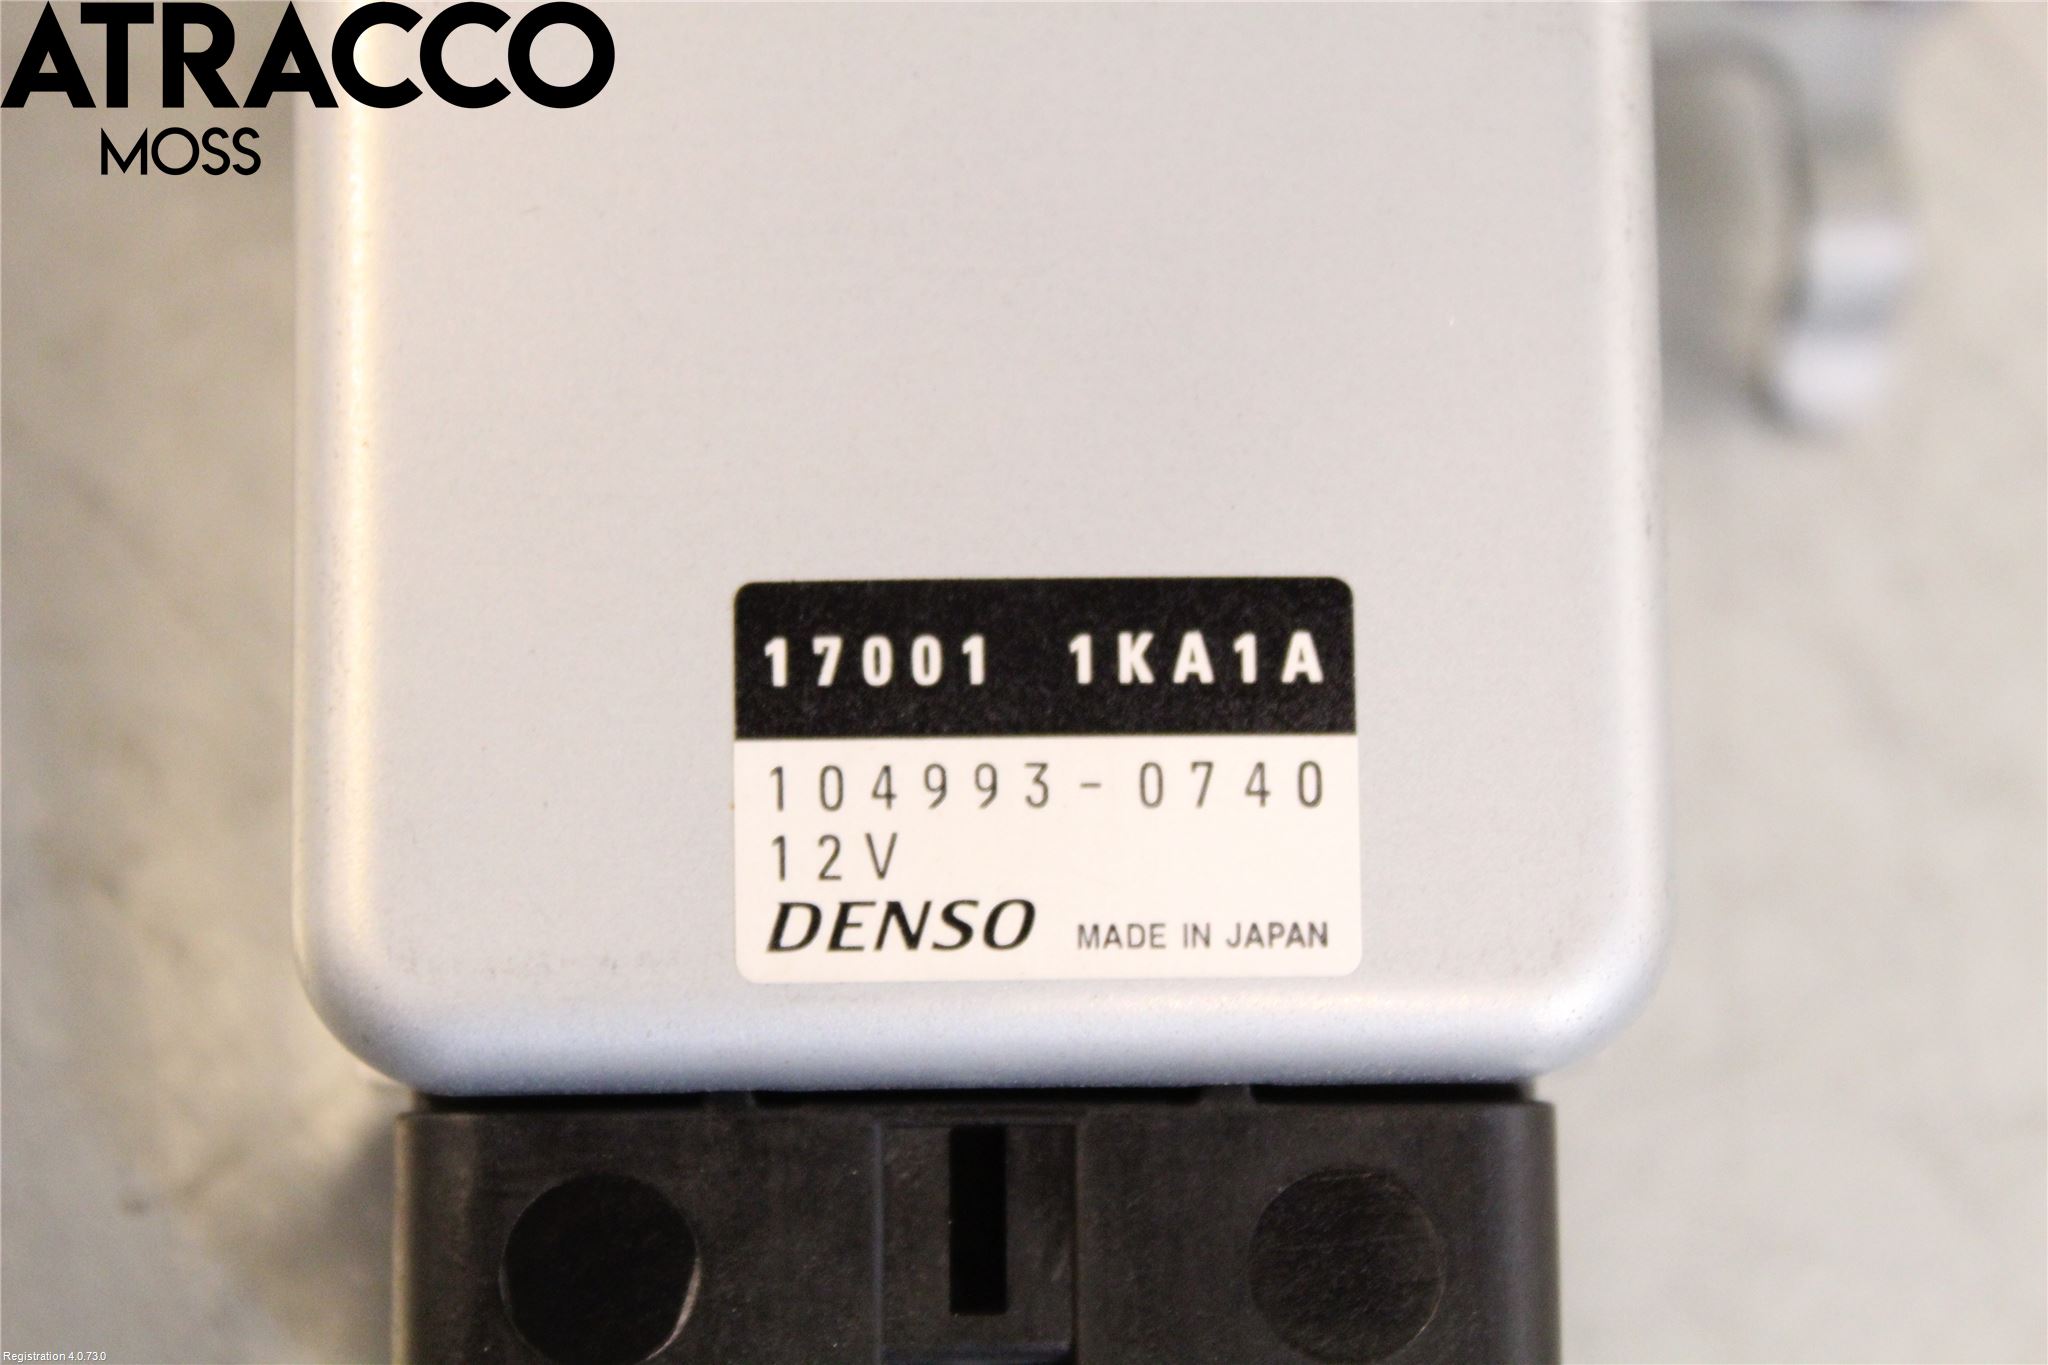 ATRACCO
MOSS
17001 1KA1A
104993-0740
12V
DENSO MADE IN JAPAN
Registration 4.0.73.0